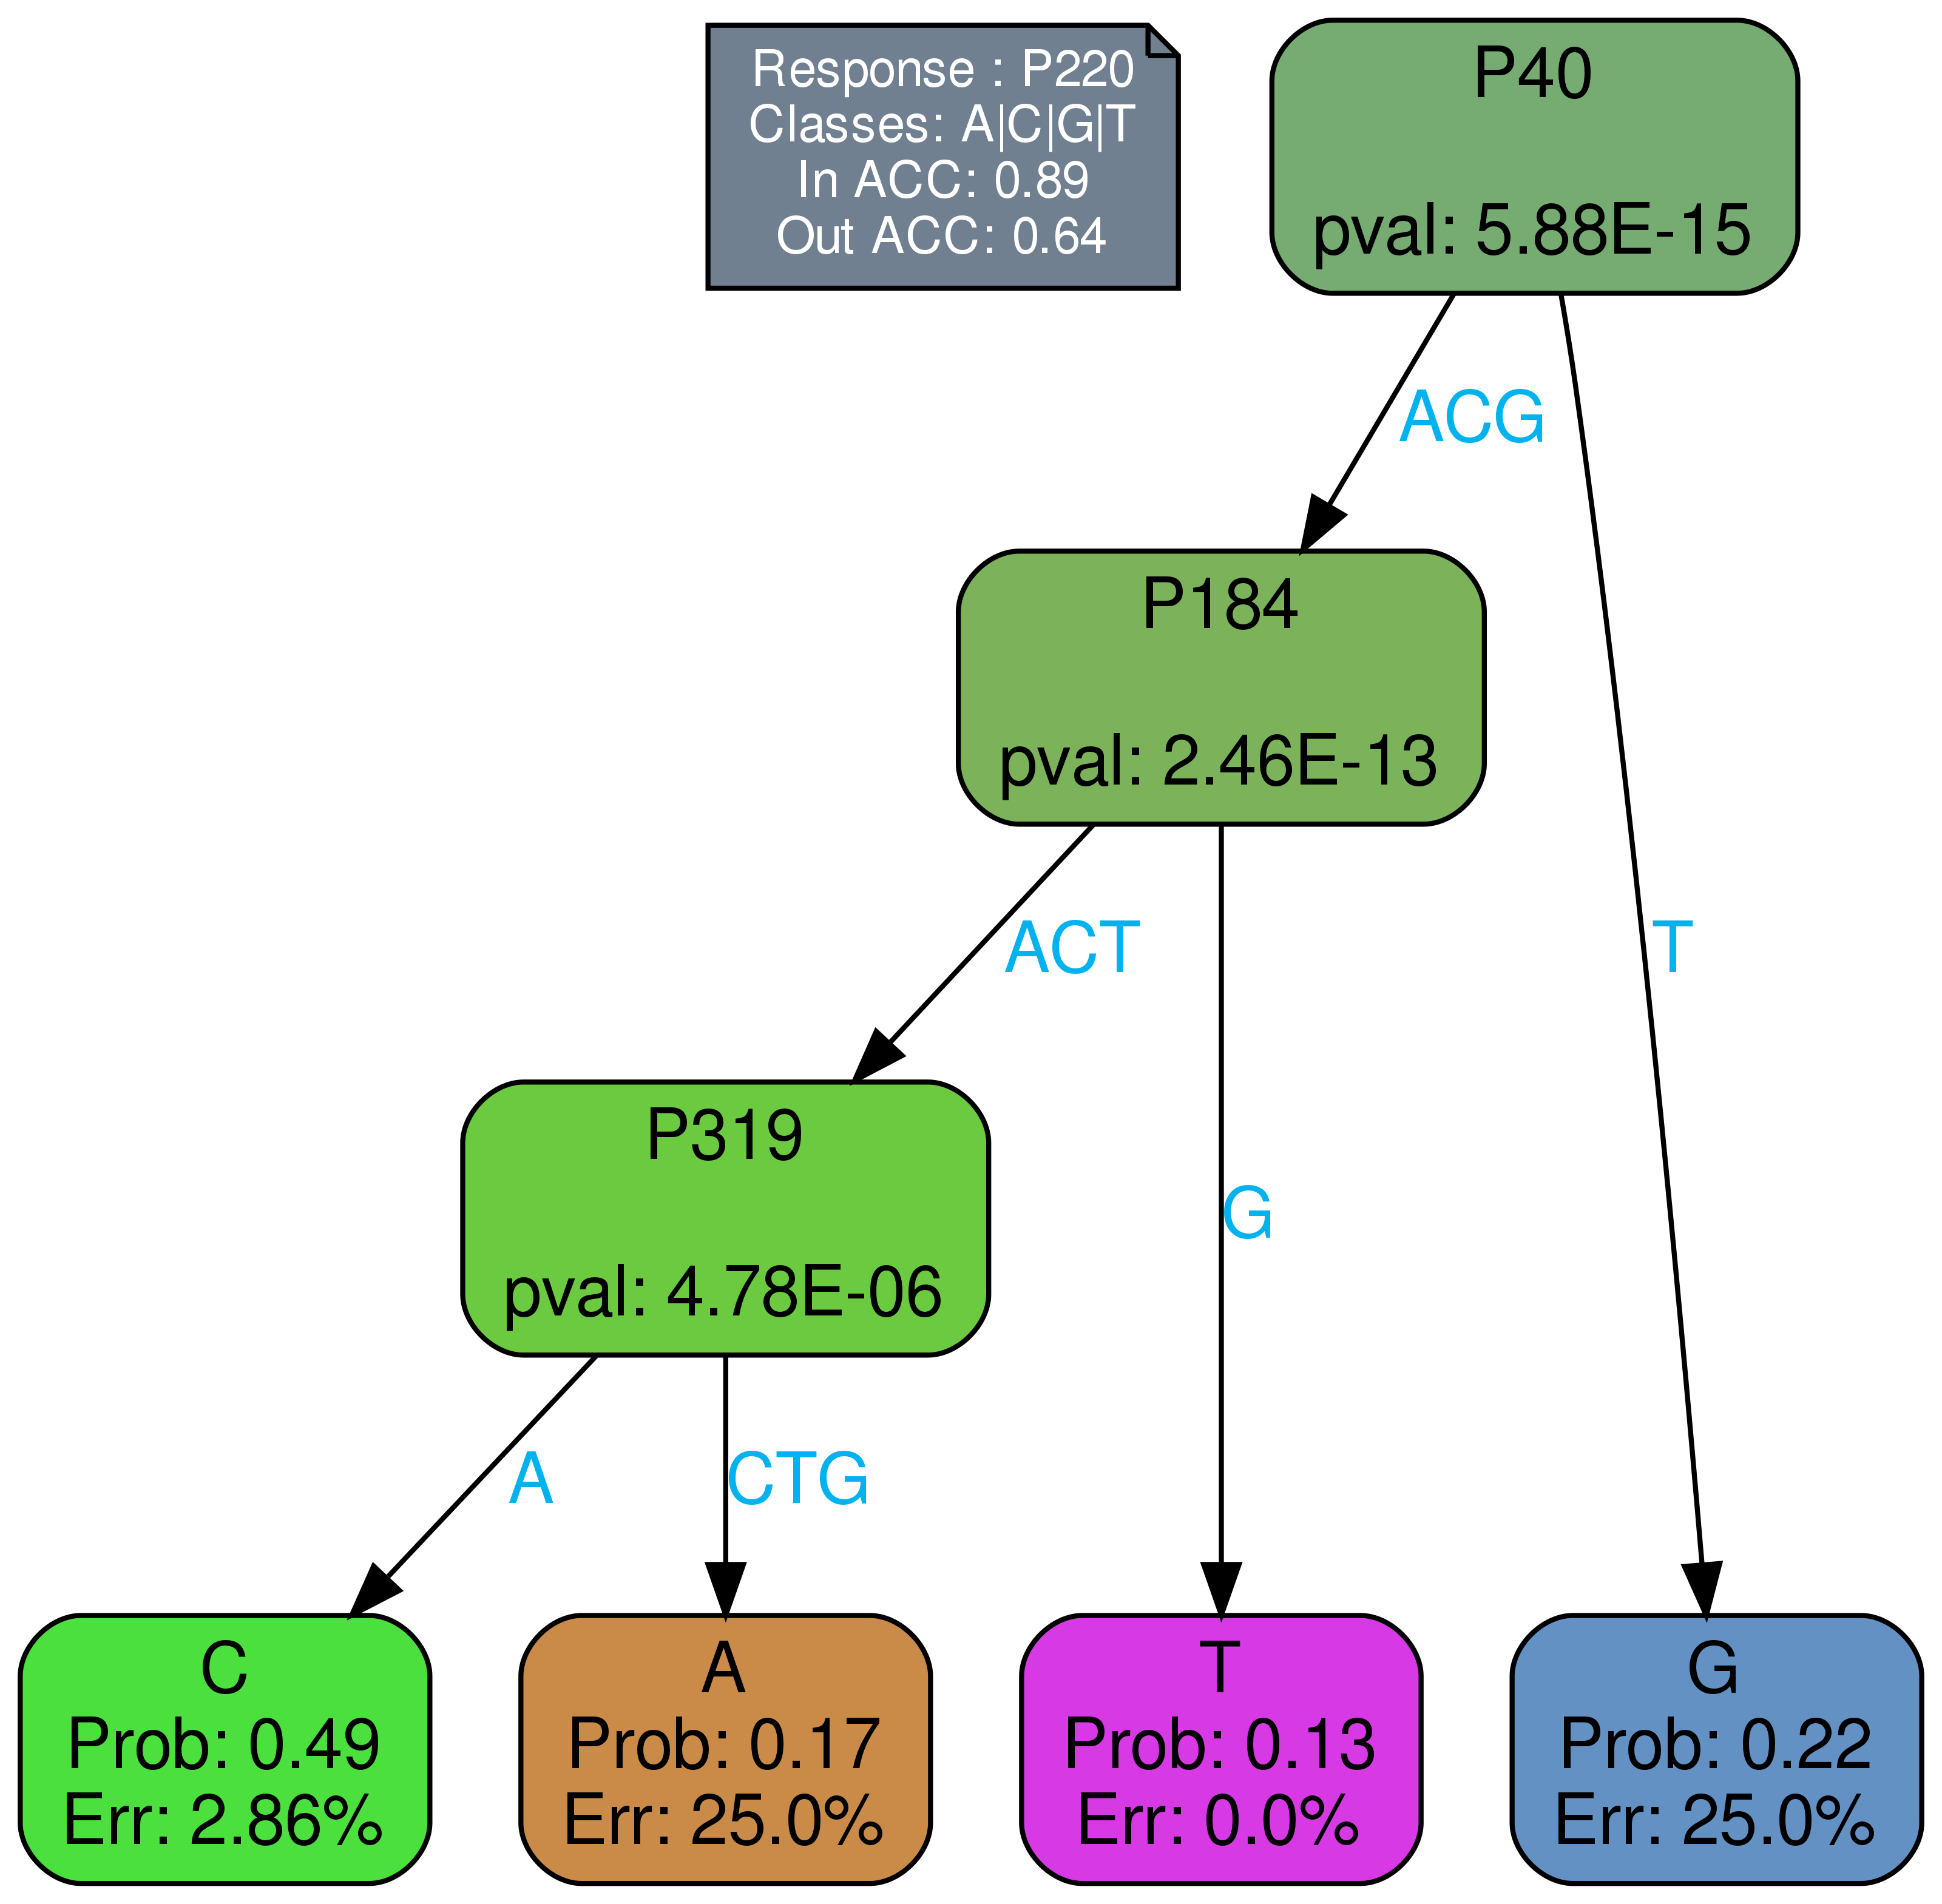 Response : P220
Classes: A|C|G|T
In ACC: 0.89
Out ACC: 0.64
P40
pval: 5.88E-15
ACG
P184
pval: 2.46E-13
ACT
T
P319
pval: 4.78E-06
G
A
CTG
C
Prob: 0.49
Err: 2.86%
A
Prob: 0.17
Err: 25.0%
T
Prob: 0.13
Err: 0.0%
G
Prob: 0.22
Err: 25.0%